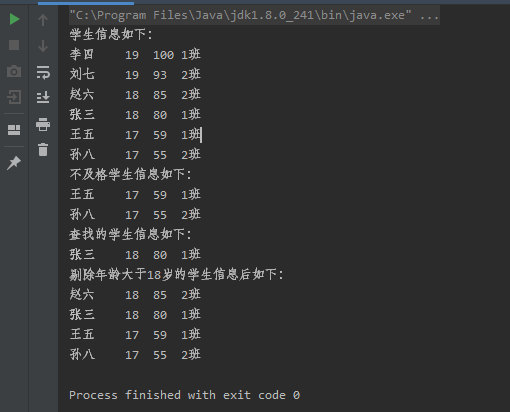 "C:\Program Files\Java\jdk1.8.0_241\bin\java.exe" ...
学生信息如下:
李四 19 100 1班
刘七 19 93 2班
赵六 18 85 2班
张三 18 80 1班
王五 17 59 1班
孙八 17 55 2班
不及格学生信息如下:
王五 17 59 1班
孙八 17 55 2班
查找的学生信息如下:
张三 18 80 1班
剔除年龄大于18岁的学生信息后如下:
赵六 18 85 2班
张三 18 80 1班
王五 17 59 1班
孙八 17 55 2班
Process finished with exit code 0